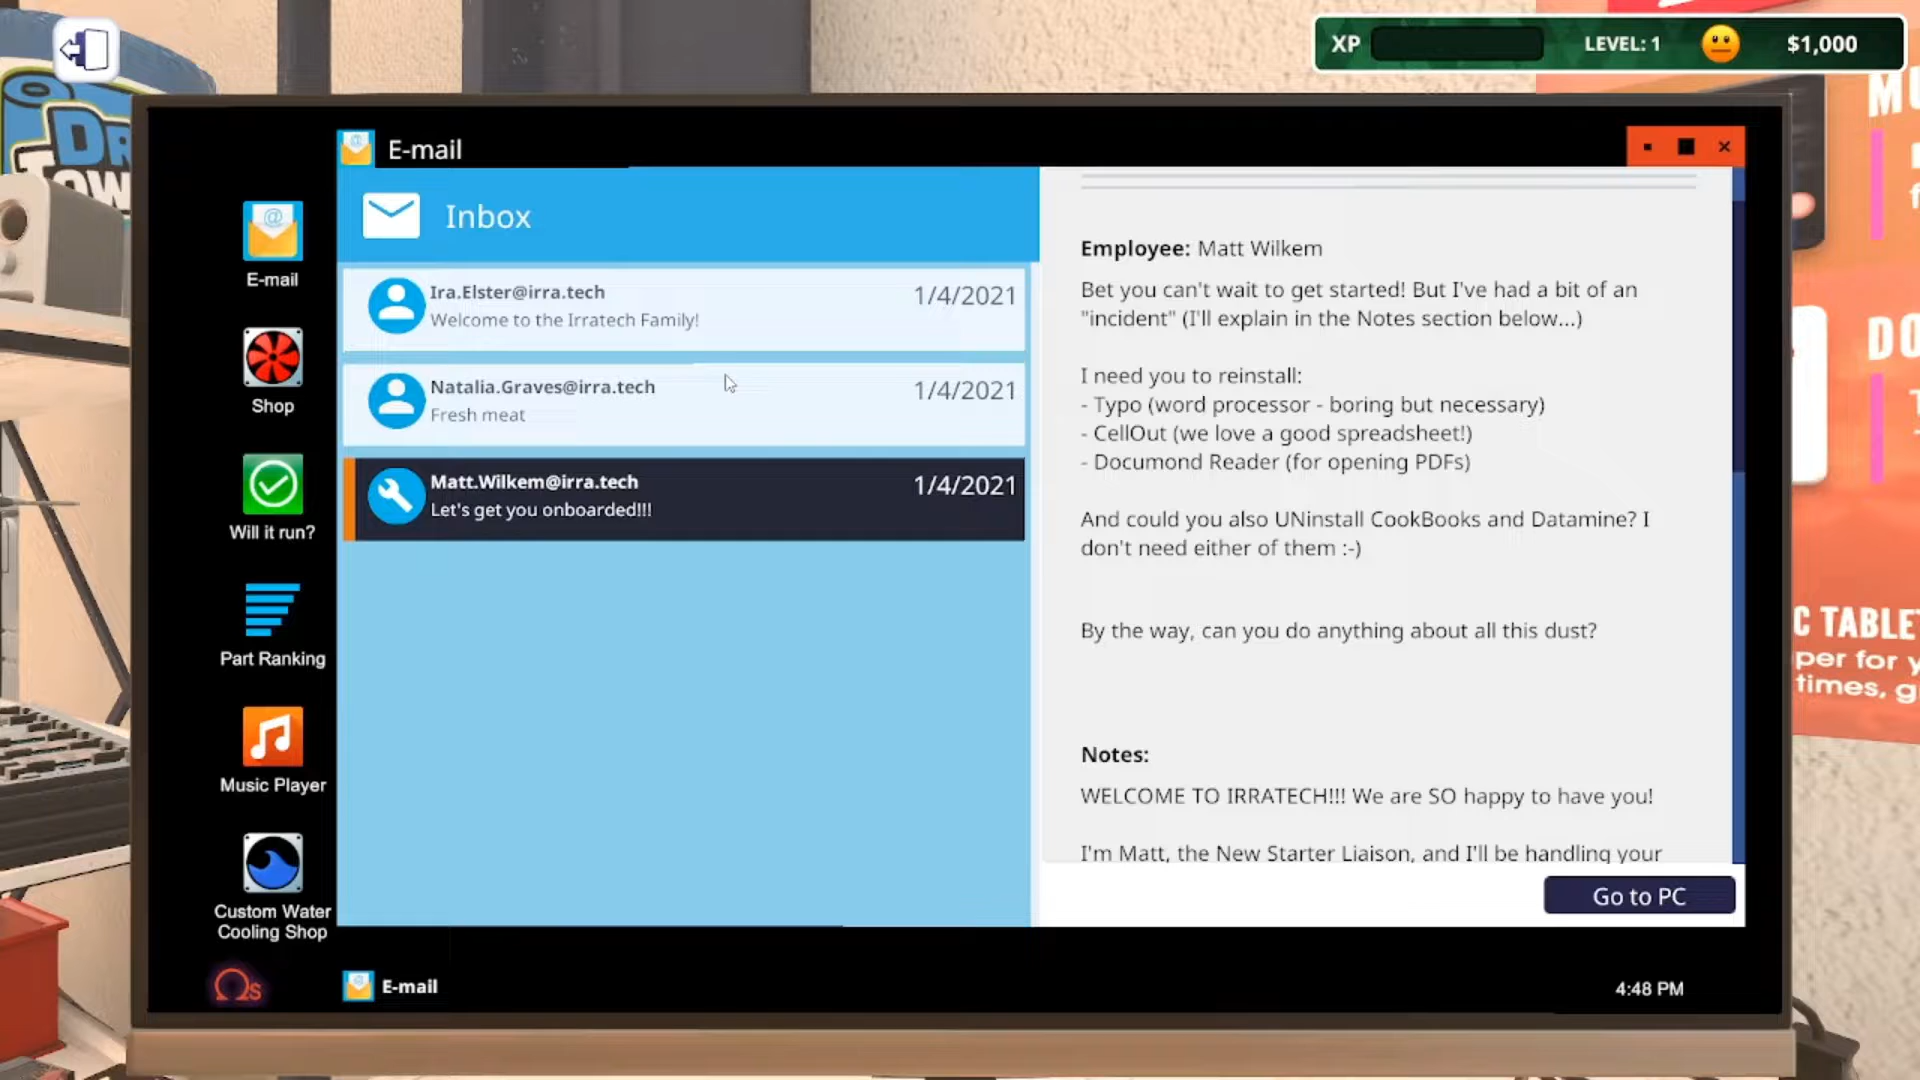 XP
LEVEL: 1
$1,000
E-mail
Inbox
Ira.Elster@irra.tech
1/4/2021
Welcome to the Irratech Family!
Natalia.Graves@irra.tech
1/4/2021
Fresh meat
Matt.Wilkem@irra.tech
1/4/2021
Let's get you onboarded!!!
Employee: Matt Wilkem
Bet you can't wait to get started! But I've had a bit of an
"incident" (I'll explain in the Notes section below...)
I need you to reinstall:
- Typo (word processor - boring but necessary)
- CellOut (we love a good spreadsheet!)
- Documond Reader (for opening PDFs)
And could you also UNinstall CookBooks and Datamine? I
don't need either of them :-)
By the way, can you do anything about all this dust?
Notes:
WELCOME TO IRRATECH!!! We are SO happy to have you!
I'm Matt, the New Starter Liaison, and I'll be handling your
Go to PC
E-mail
Shop
Will it run?
Part Ranking
Music Player
Custom Water
Cooling Shop
Ωs
E-mail
4:48 PM
DR
TOW
MU
DO
C TABLE
per for y
times, g